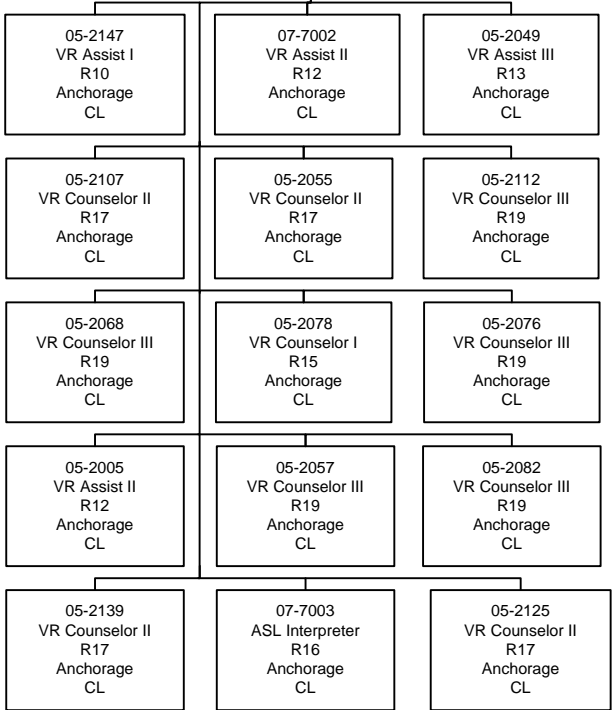 05-2147
VR Assist I
R10
Anchorage
CL
07-7002
VR Assist II
R12
Anchorage
CL
05-2049
VR Assist III
R13
Anchorage
CL
05-2107
VR Counselor II
R17
Anchorage
CL
05-2055
VR Counselor II
R17
Anchorage
CL
05-2112
VR Counselor III
R19
Anchorage
CL
05-2068
VR Counselor III
R19
Anchorage
CL
05-2078
VR Counselor I
R15
Anchorage
CL
05-2076
VR Counselor III
R19
Anchorage
CL
05-2005
VR Assist II
R12
Anchorage
CL
05-2057
VR Counselor III
R19
Anchorage
CL
05-2082
VR Counselor III
R19
Anchorage
CL
05-2139
VR Counselor II
R17
Anchorage
CL
07-7003
ASL Interpreter
R16
Anchorage
CL
05-2125
VR Counselor II
R17
Anchorage
CL